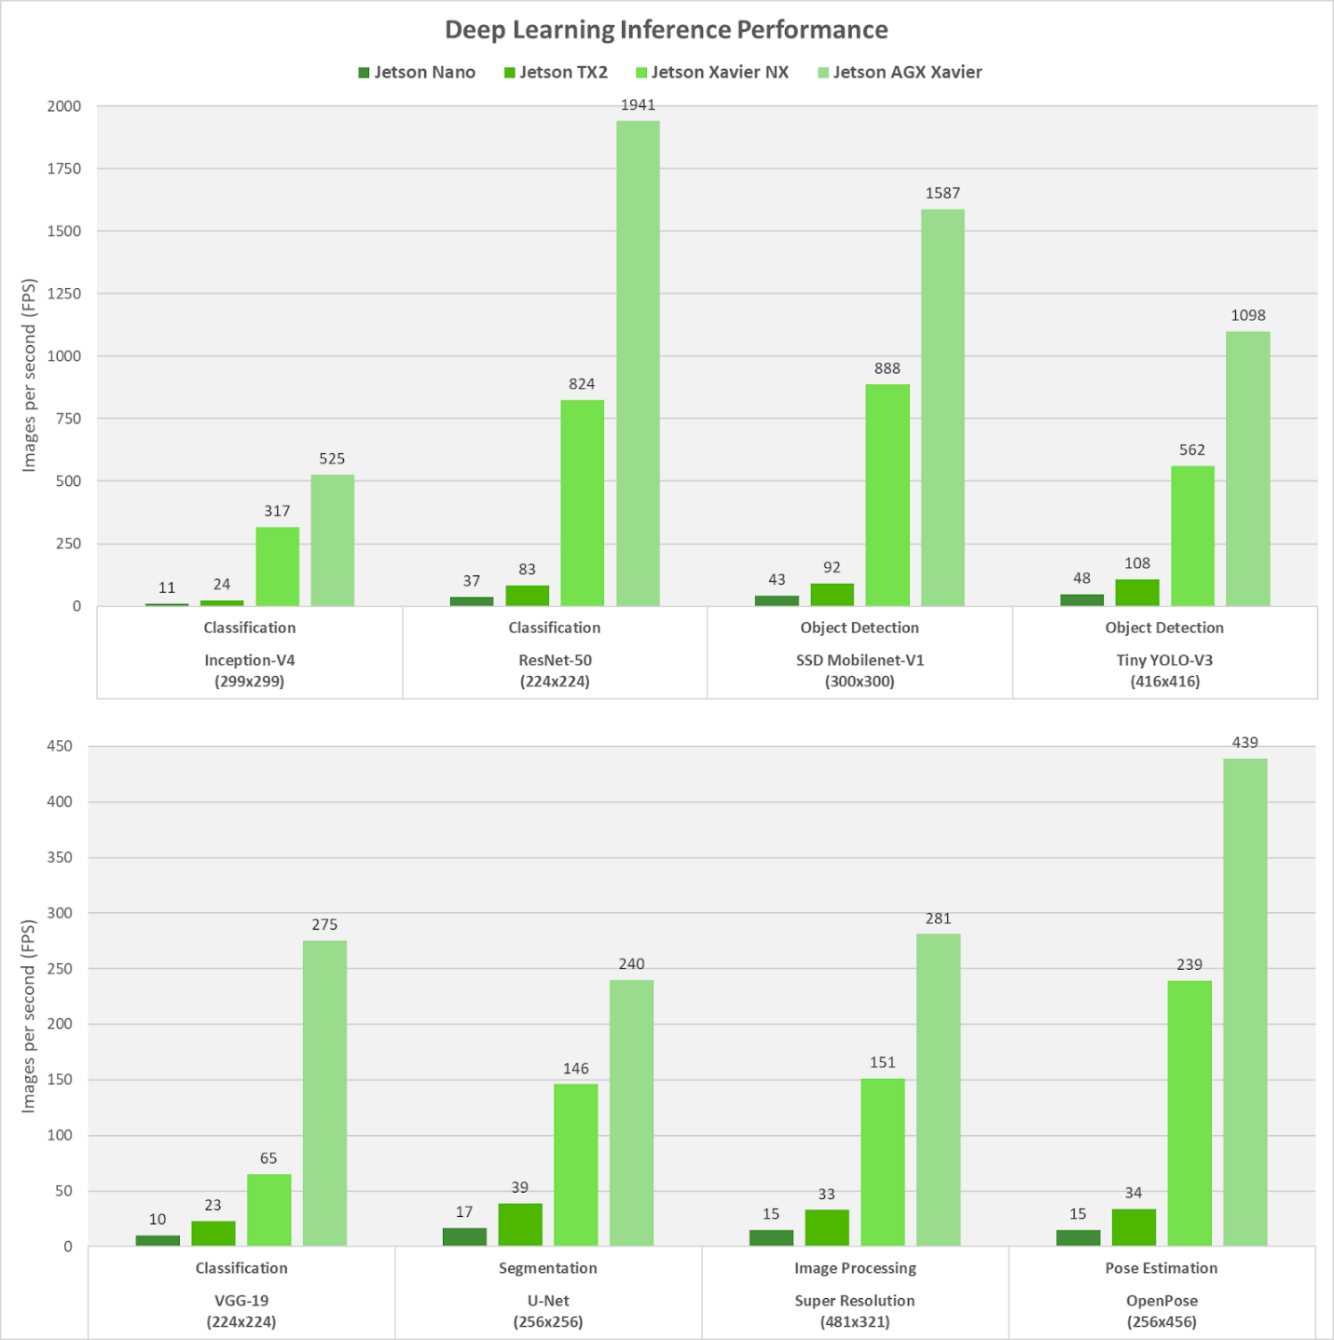 Deep Learning Inference Performance
Jetson Nano Jetson TX2 Jetson Xavier NX Jetson AGX Xavier
Images per second (FPS)
2000
1750
1500
1250
1000
750
500
250
0
11 24 317 525
37 83 824 1941
43 92 888 1587
48 108 562 1098
Classification Classification Object Detection Object Detection
Inception-V4 ResNet-50 SSD Mobilenet-V1 Tiny YOLO-V3
(299x299) (224x224) (300x300) (416x416)
Images per second (FPS)
450
400
350
300
250
200
150
100
50
0
10 23 65 275
17 39 146 240
15 33 151 281
15 34 239 439
Classification Segmentation Image Processing Pose Estimation
VGG-19 U-Net Super Resolution OpenPose
(224x224) (256x256) (481x321) (256x456)